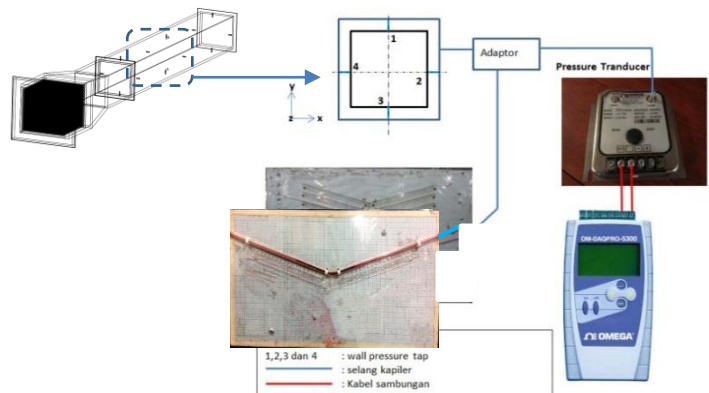 1
4
2
3
y
z
x
Adaptor
Pressure Tranducer
OM-DAQPRO-5300
OMEGA
1,2,3 dan 4 : wall pressure tap
: selang kapiler
: Kabel sambungan